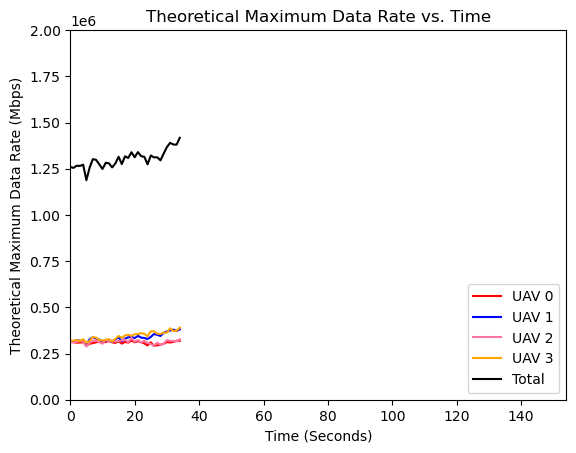 Theoretical Maximum Data Rate vs. Time
1e6
2.00
1.75
1.50
1.25
1.00
0.75
0.50
0.25
0.00
Theoretical Maximum Data Rate (Mbps)
UAV 0
UAV 1
UAV 2
UAV 3
Total
0 20 40 60 80 100 120 140
Time (Seconds)